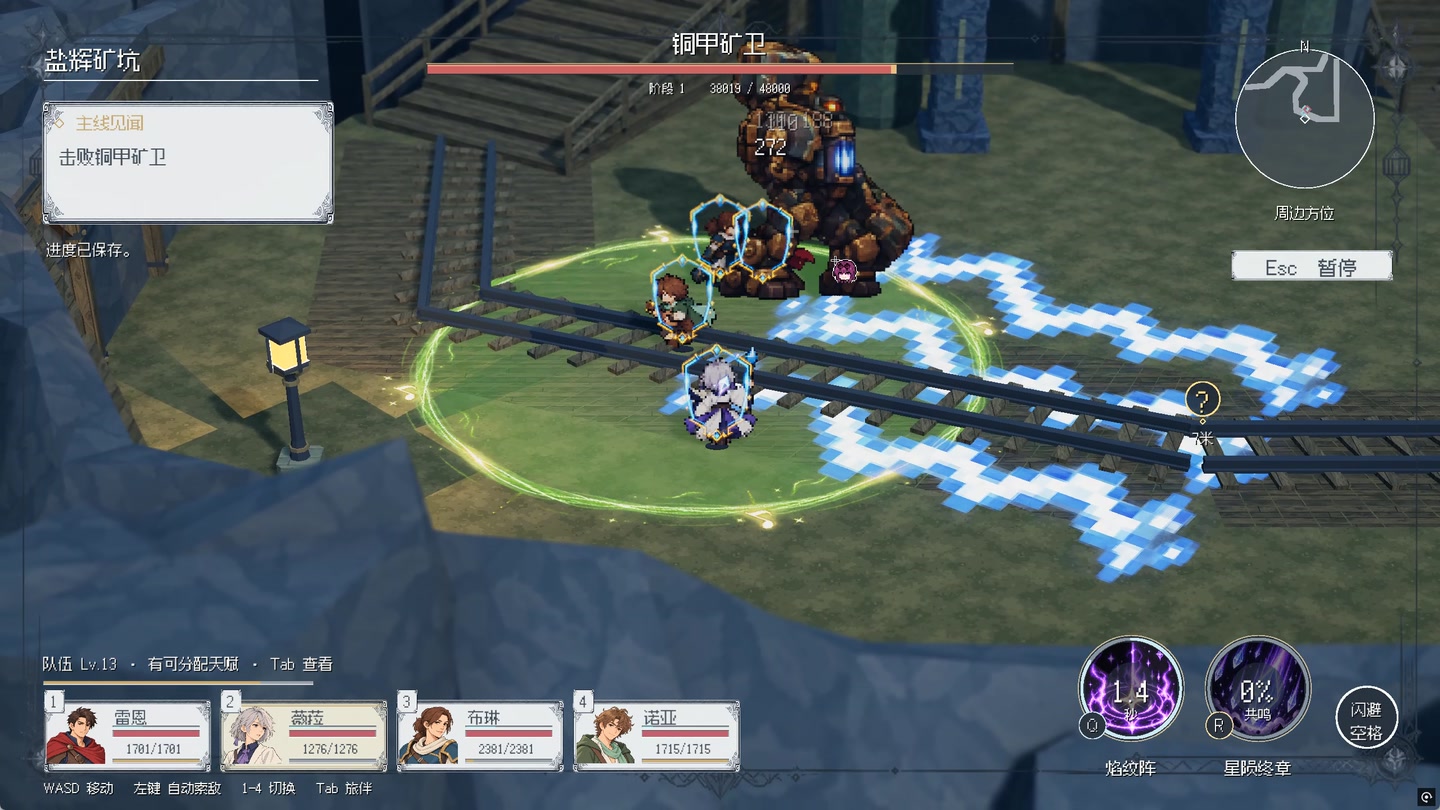 盐辉矿坑
主线见闻
击败铜甲矿卫
进度已保存。
铜甲矿卫
阶段 1 38019 / 48000
272
N
周边方位
Esc 暂停
?
7米
队伍 Lv.13 · 有可分配天赋 · Tab 查看
1 雷恩 1701/1701
2 薇菈 1276/1276
3 布琳 2381/2381
4 诺亚 1715/1715
WASD 移动 左键 自动索敌 1-4 切换 Tab 旅伴
1.4
秒
Q
焰纹阵
0%
共鸣
R
星陨终章
闪避
空格